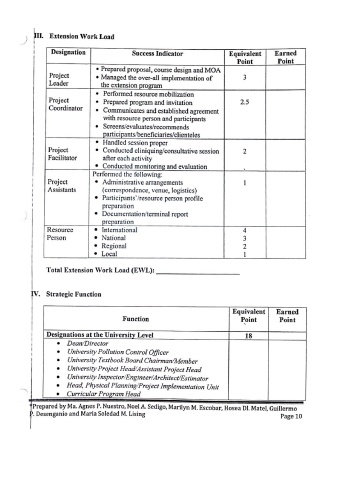 III. Extension Work Load
Designation Success Indicator Equivalent Point Earned Point
Project Leader
• Prepared proposal, course design and MOA
• Managed the over-all implementation of
the extension program
3
Project Coordinator
• Performed resource mobilization
• Prepared program and invitation
• Communicates and established agreement
with resource person and participants
• Screens/evaluates/recommends
participants/beneficiaries/clienteles
2.5
Project Facilitator
• Handled session proper
• Conducted cliniquing/consultative session
after each activity
• Conducted monitoring and evaluation
2
Project Assistants
Performed the following:
• Administrative arrangements
(correspondence, venue, logistics)
• Participants'/resource person profile
preparation
• Documentation/terminal report
preparation
1
Resource Person
• International 4
• National 3
• Regional 2
• Local 1
Total Extension Work Load (EWL):
IV. Strategic Function
Function Equivalent Point Earned Point
Designations at the University Level 18
• Dean/Director
• University Pollution Control Officer
• University Textbook Board Chairman/Member
• University Project Head/Assistant Project Head
• University Inspector/Engineer/Architect/Estimator
• Head, Physical Planning/Project Implementation Unit
• Curricular Program Head
Prepared by Ma. Agnes P. Nuestro, Noel A. Sedigo, Marilyn M. Escobar, Hosea Dl. Matel, Guillermo
P. Desenganio and Maria Soledad M. Lising
Page 10